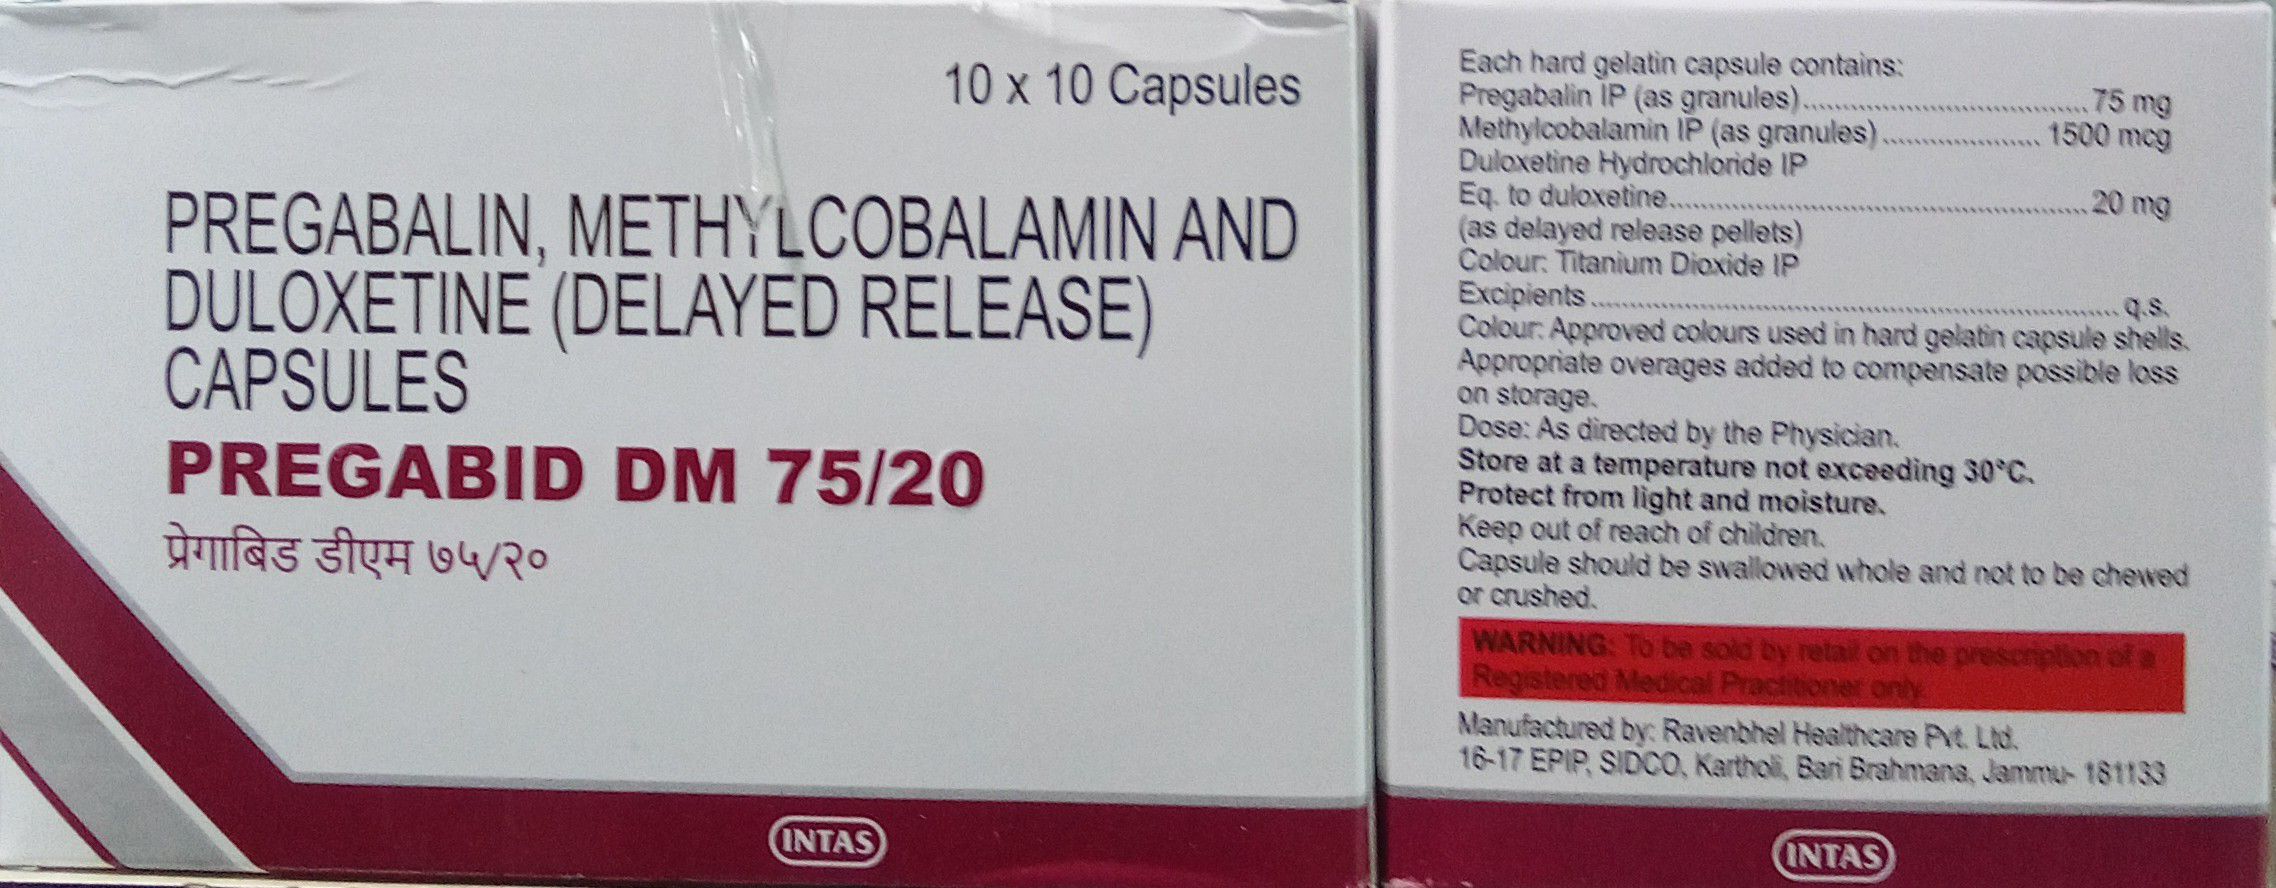 10 x 10 Capsules
PREGABALIN, METHYLCOBALAMIN AND
DULOXETINE (DELAYED RELEASE)
CAPSULES
PREGABID DM 75/20
प्रेगाबिड डीएम ७५/२०
INTAS
Each hard gelatin capsule contains:
Pregabalin IP (as granules)..................................75 mg
Methylcobalamin IP (as granules)....................1500 mcg
Duloxetine Hydrochloride IP
Eq. to duloxetine..................................................20 mg
(as delayed release pellets)
Colour: Titanium Dioxide IP
Excipients................................................................q.s.
Colour: Approved colours used in hard gelatin capsule shells.
Appropriate overages added to compensate possible loss
on storage.
Dose: As directed by the Physician.
Store at a temperature not exceeding 30°C.
Protect from light and moisture.
Keep out of reach of children.
Capsule should be swallowed whole and not to be chewed
or crushed.
WARNING: To be sold by retail on the prescription of a
Registered Medical Practitioner only.
Manufactured by: Ravenbhel Healthcare Pvt. Ltd.
16-17 EPIP, SIDCO, Kartholi, Bari Brahmana, Jammu- 181133
INTAS